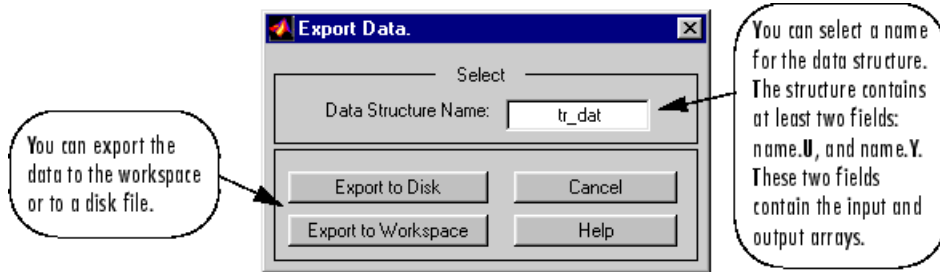 Export Data.
Select
Data Structure Name:
tr_dat
Export to Disk
Cancel
Export to Workspace
Help
You can export the
data to the workspace
or to a disk file.
You can select a name
for the data structure.
The structure contains
at least two fields:
name.U, and name.Y.
These two fields
contain the input and
output arrays.